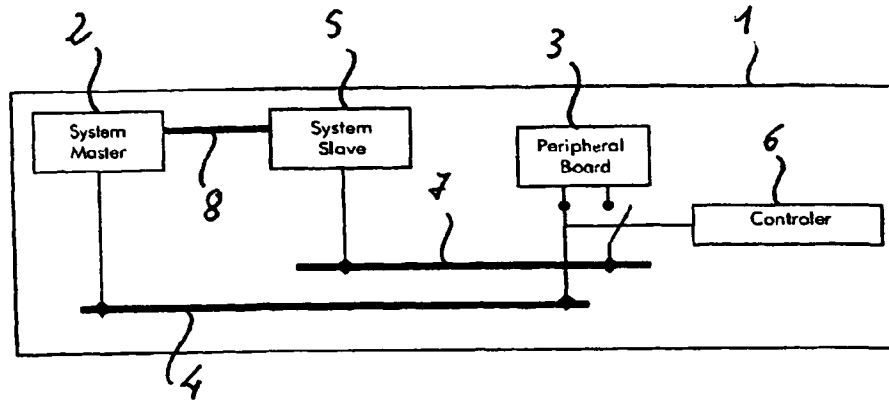 2
5
3
1
System
Master
System
Slave
Peripheral
Board
6
8
7
Controler
4